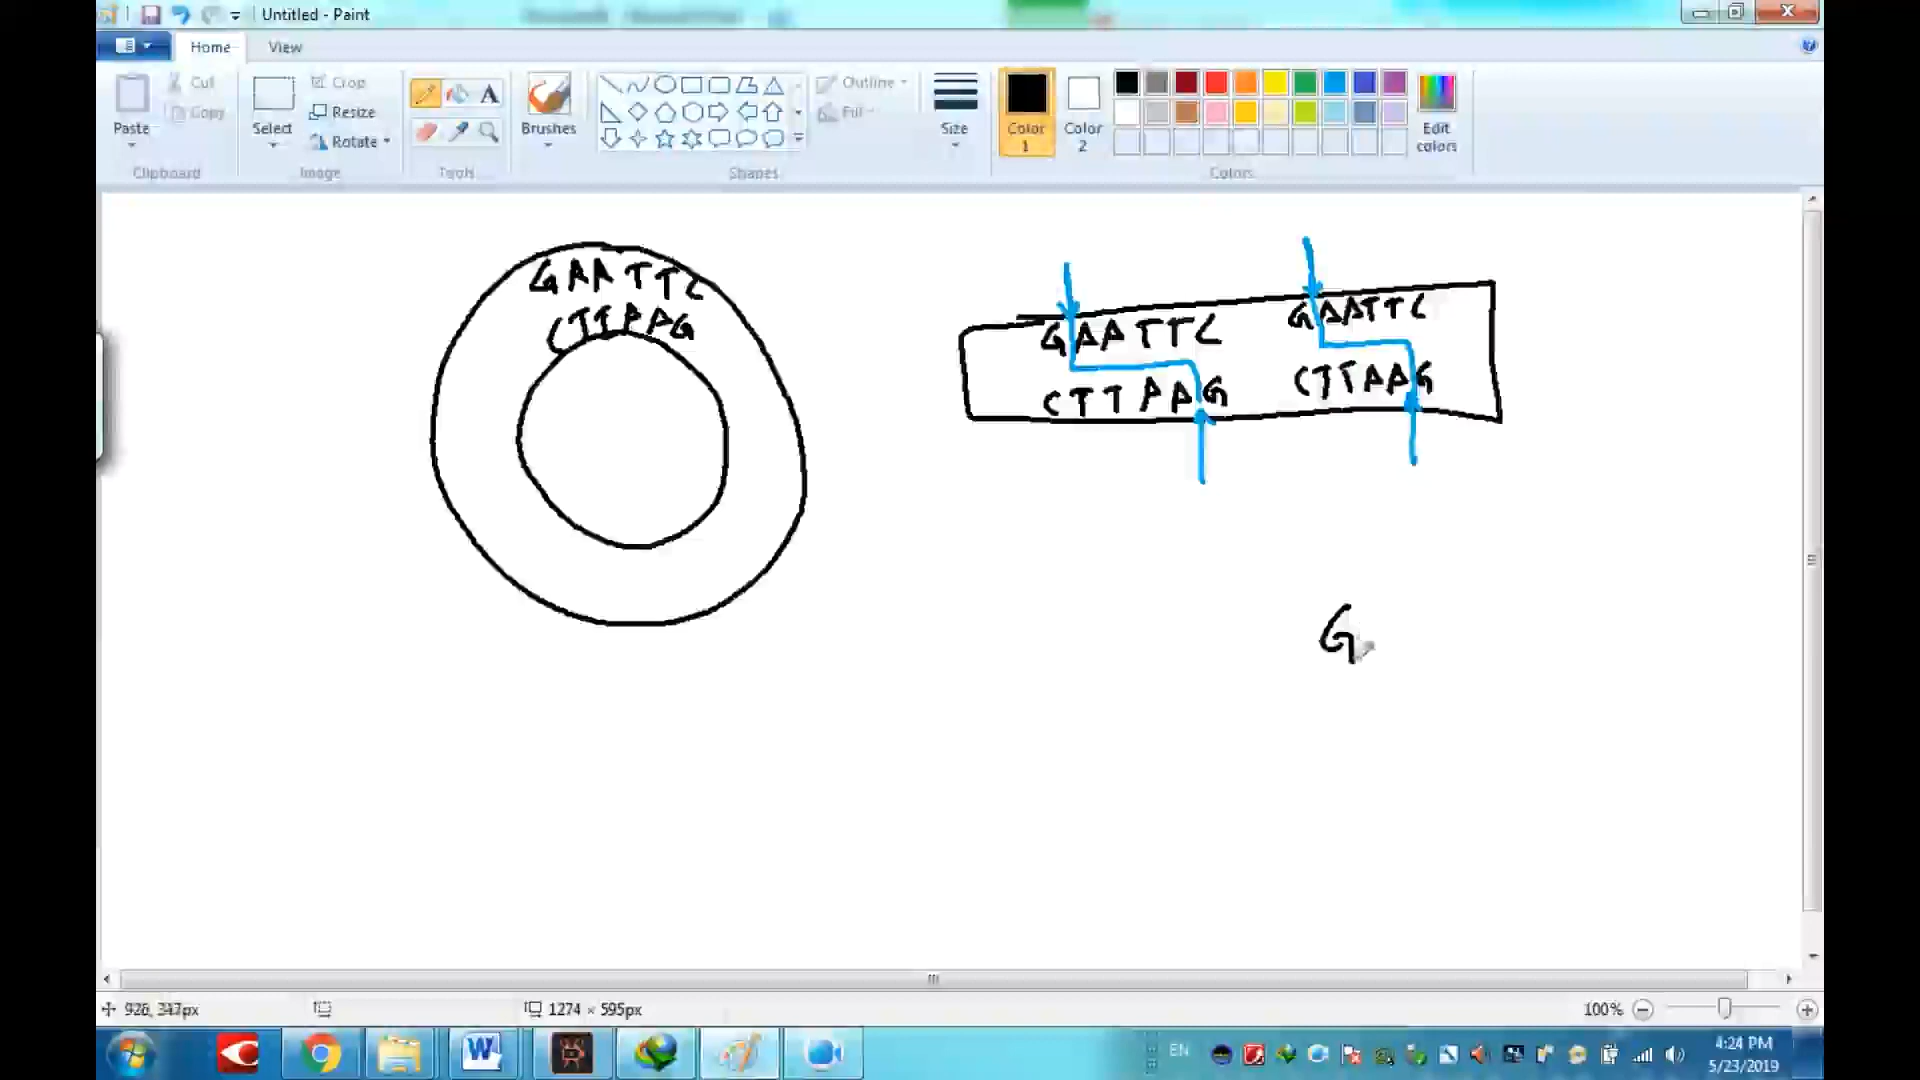 Untitled - Paint
Home View
Cut
Copy
Paste
Clipboard
Select
Crop
Resize
Rotate
Image
Tools
Brushes
Shapes
Outline
Fill
Size
Color 1
Color 2
Edit colors
Colors
GAATTC
CTTAAG
GAATTC
CTTAAG
GAATTC
CTTAAG
G
926, 347px
1274 × 595px
100%
EN
4:24 PM
5/23/2019